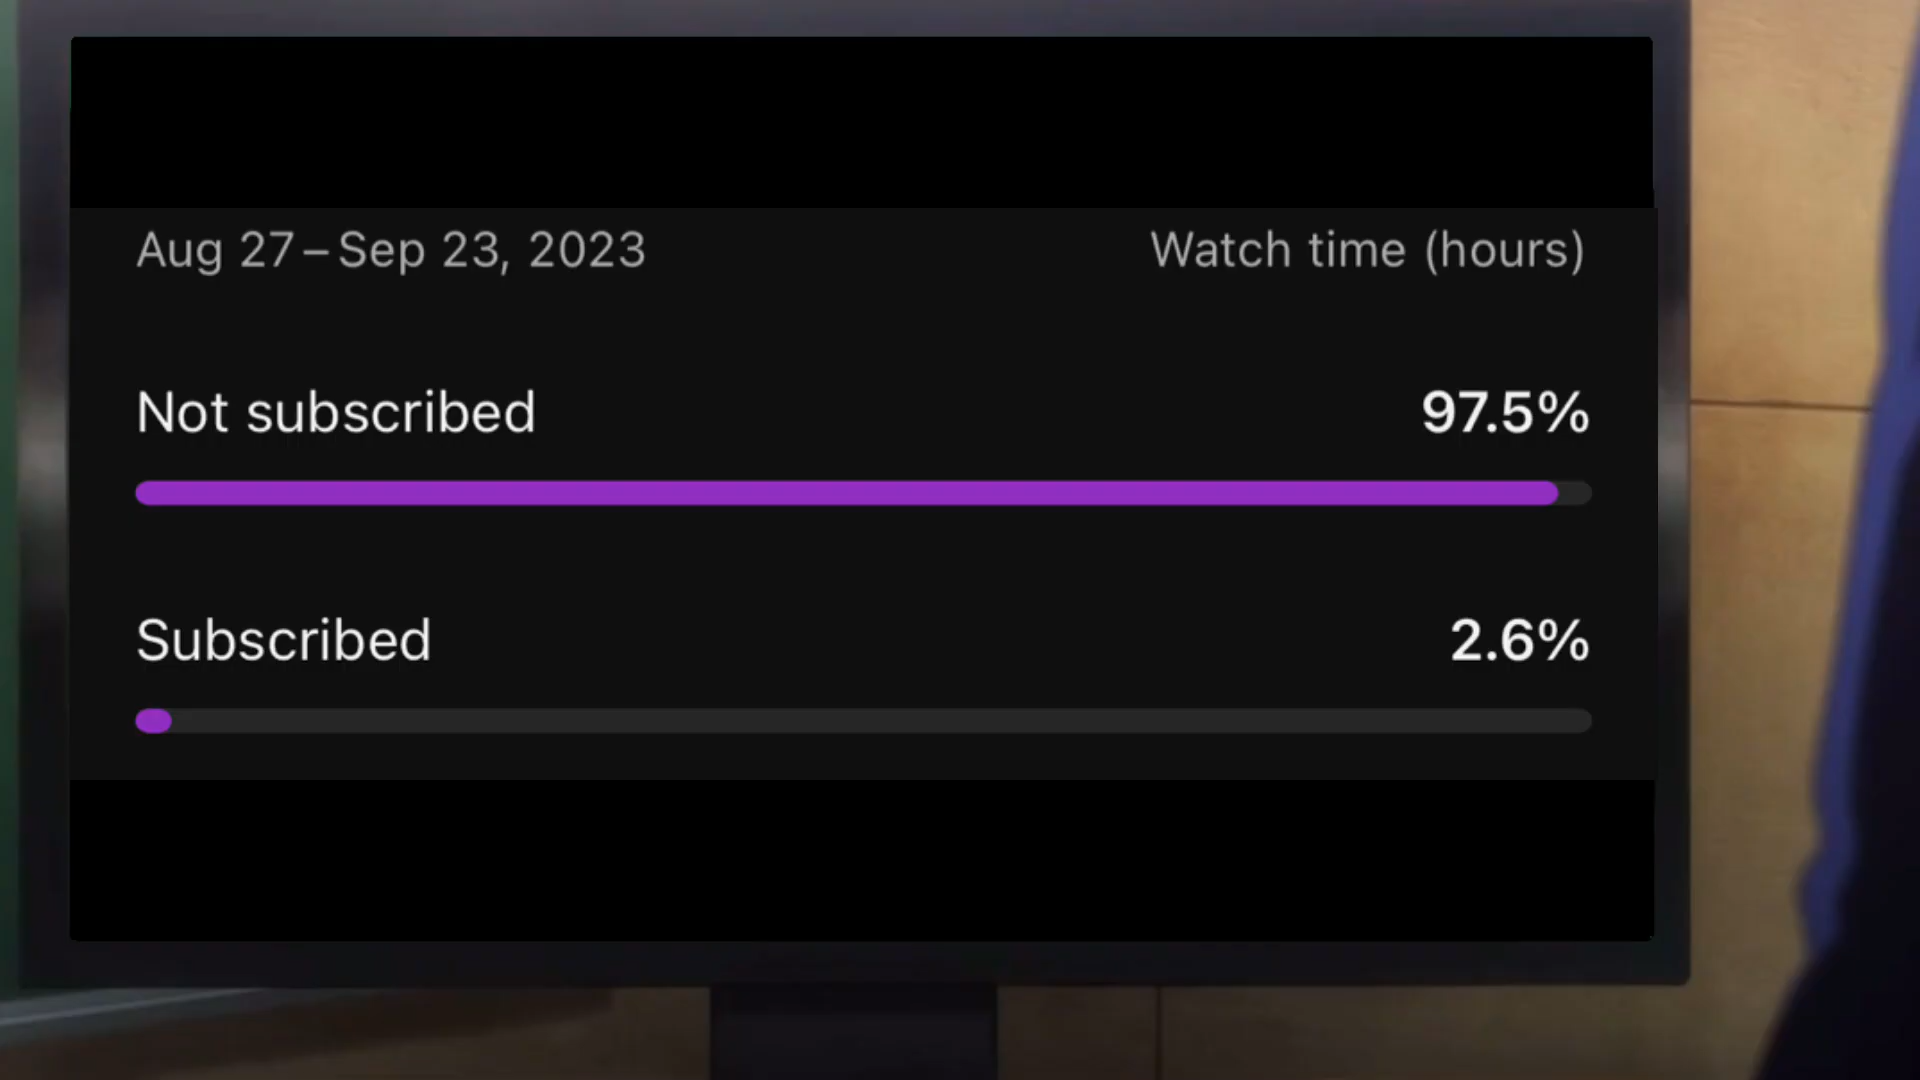 Aug 27 – Sep 23, 2023 Watch time (hours)
Not subscribed 97.5%
Subscribed 2.6%